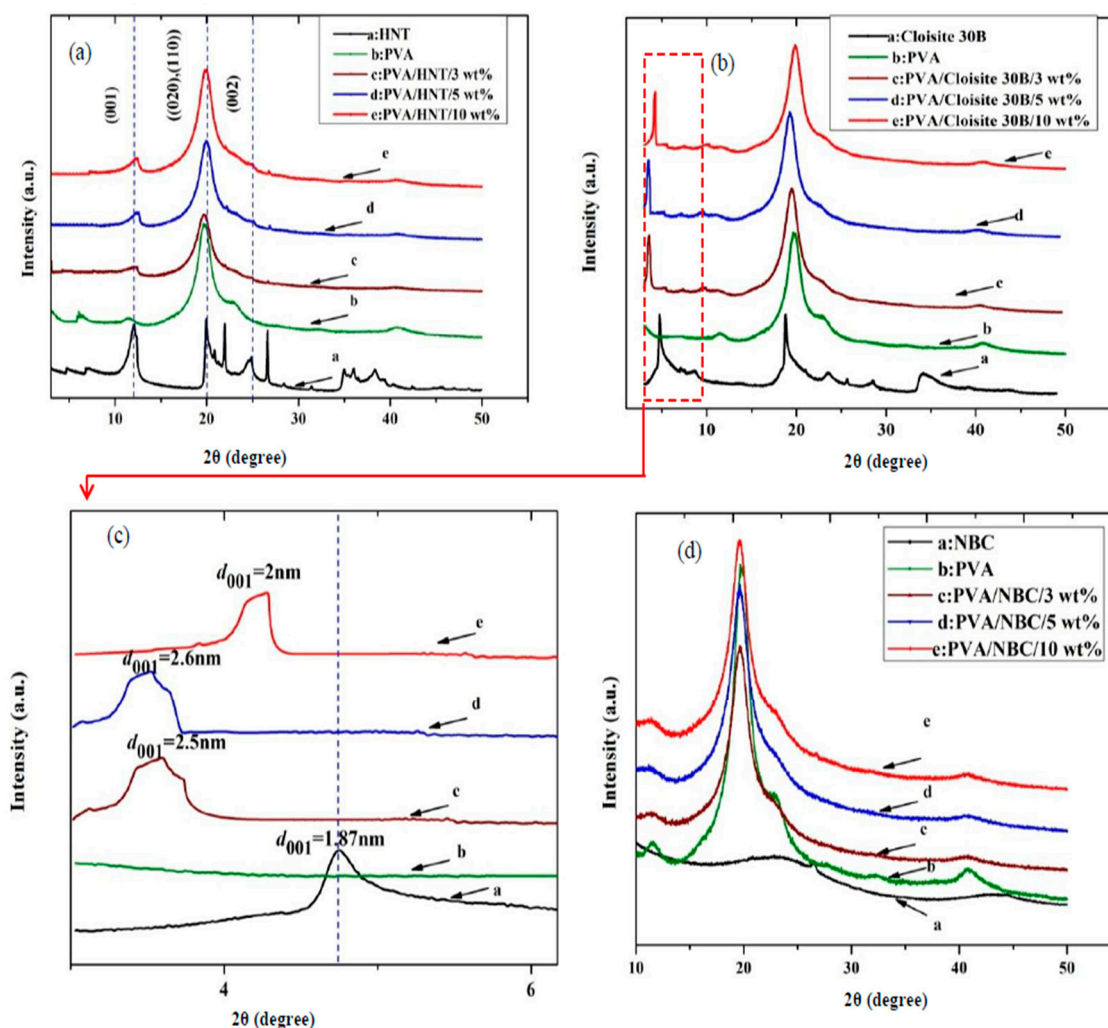 (a)
a:HNT
b:PVA
c:PVA/HNT/3 wt%
d:PVA/HNT/5 wt%
e:PVA/HNT/10 wt%
(001)
((020),(110))
(002)
e
d
c
b
a
Intensity (a.u.)
10 20 30 40 50
2θ (degree)
(b)
a:Cloisite 30B
b:PVA
c:PVA/Cloisite 30B/3 wt%
d:PVA/Cloisite 30B/5 wt%
e:PVA/Cloisite 30B/10 wt%
e
d
c
b
a
Intensity (a.u.)
10 20 30 40 50
2θ (degree)
(c)
d001=2nm
e
d001=2.6nm
d
d001=2.5nm
c
d001=1.87nm
b
a
Intensity (a.u.)
4 6
2θ (degree)
(d)
a:NBC
b:PVA
c:PVA/NBC/3 wt%
d:PVA/NBC/5 wt%
e:PVA/NBC/10 wt%
e
d
c
b
a
Intensity (a.u.)
10 20 30 40 50
2θ (degree)